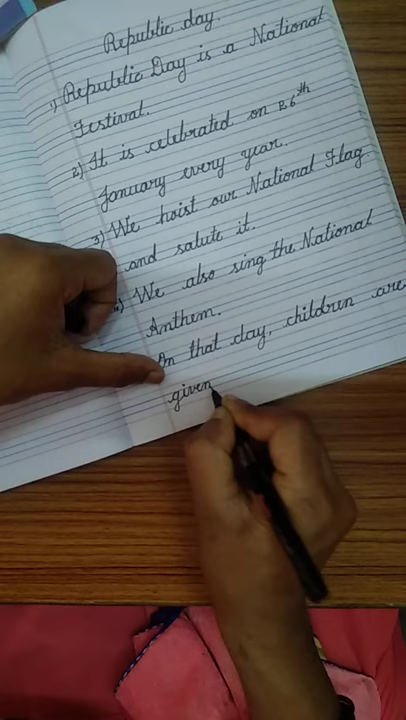 Republic day.
1) Republic Day is a National
Festival.
2) It is celebrated on 26th
January every year.
3) We hoist our National Flag
and salute it.
4) We also sing the National
Anthem.
On that day, children are
given